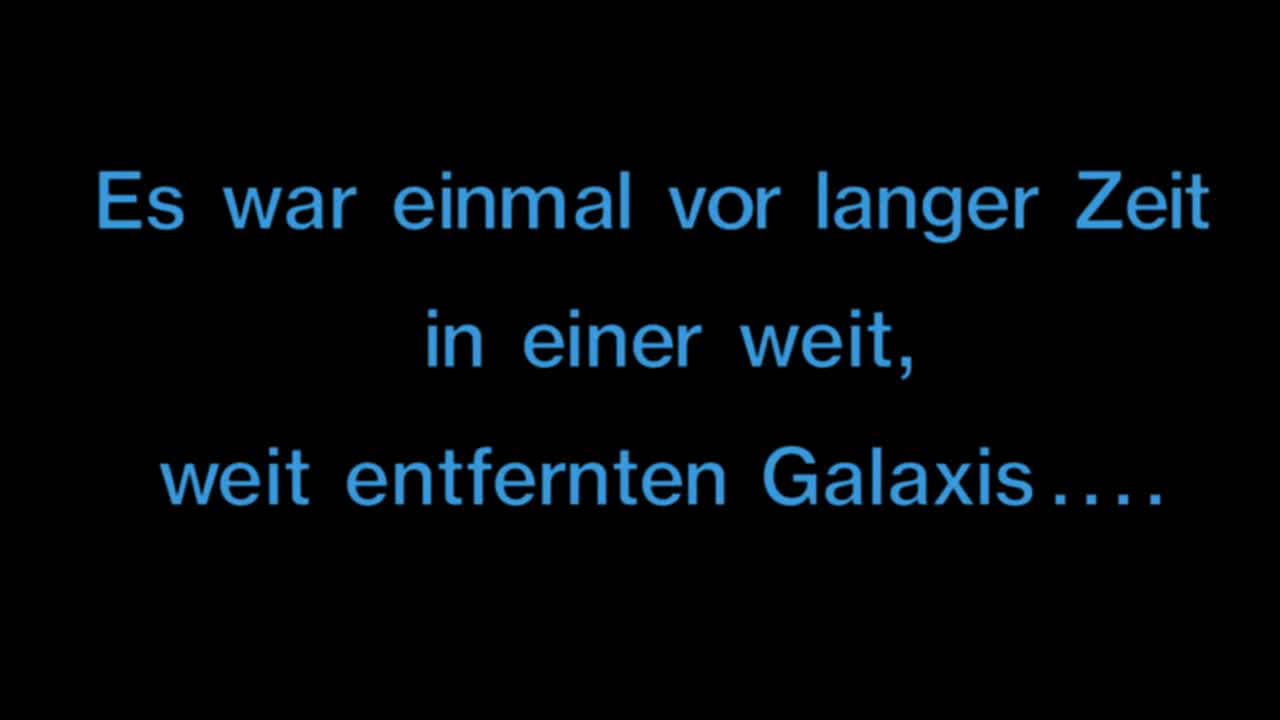 Es war einmal vor langer Zeit
in einer weit,
weit entfernten Galaxis....